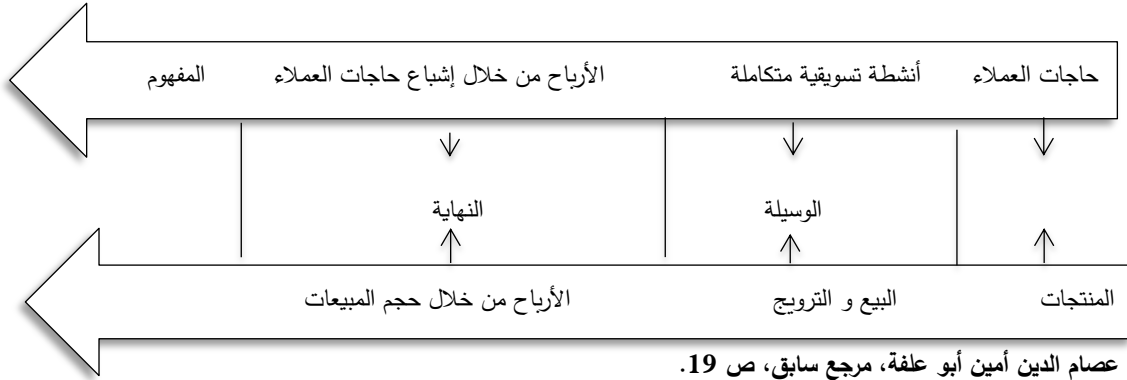 حاجات العملاء أنشطة تسويقية متكاملة الأرباح من خلال إشباع حاجات العملاء المفهوم
الوسيلة النهاية
المنتجات البيع و الترويج الأرباح من خلال حجم المبيعات
عصام الدين أمين أبو علفة، مرجع سابق، ص 19.